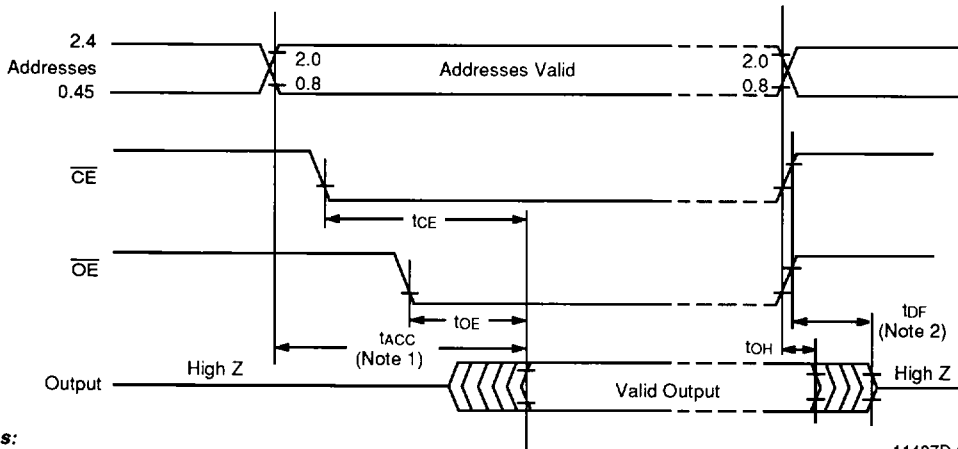 2.4
Addresses
0.45
2.0
0.8
Addresses Valid
2.0
0.8
CE
tCE
OE
tOE
tACC
(Note 1)
tOH
tDF
(Note 2)
Output
High Z
Valid Output
High Z
s: